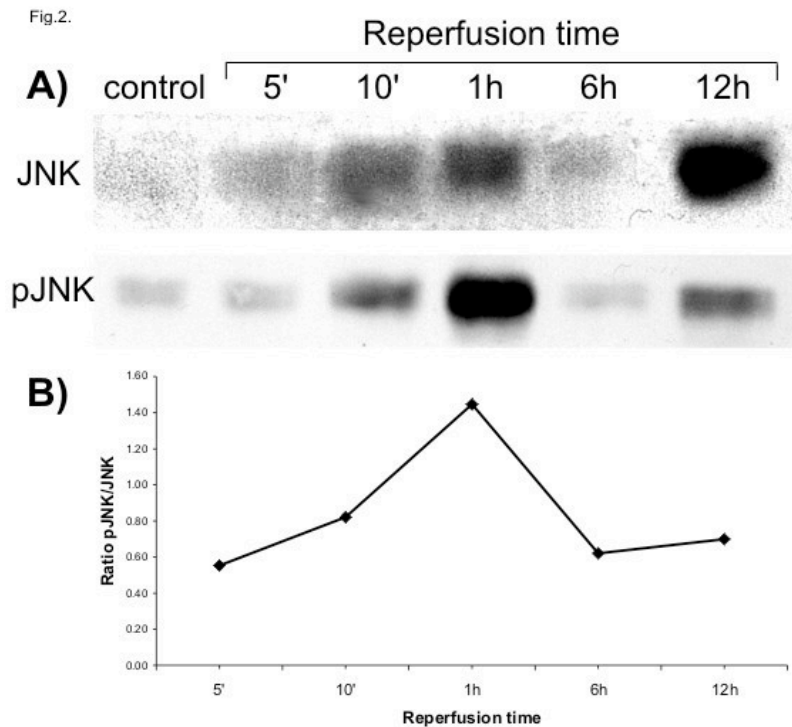 Fig.2.
Reperfusion time
A) control 5' 10' 1h 6h 12h
JNK
pJNK
B)
1.60
1.40
1.20
1.00
0.80
0.60
0.40
0.20
0.00
Ratio pJNK/JNK
5' 10' 1h 6h 12h
Reperfusion time